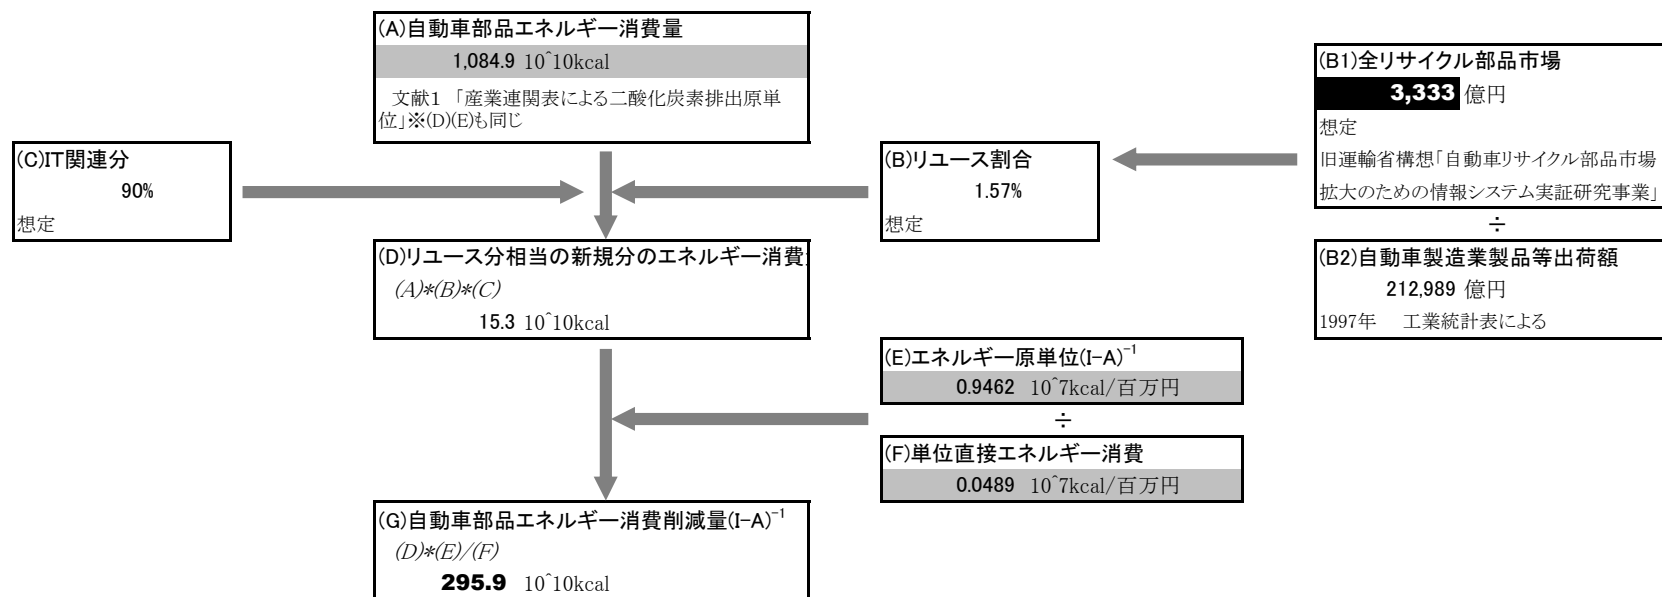 (A)自動車部品エネルギー消費量
1,084.9 10^10kcal
文献1 「産業連関表による二酸化炭素排出原単
位」※(D)(E)も同じ
(B1)全リサイクル部品市場
3,333 億円
想定
旧運輸省構想「自動車リサイクル部品市場
拡大のための情報システム実証研究事業」
(C)IT関連分
90%
想定
(B)リユース割合
1.57%
想定
÷
(B2)自動車製造業製品等出荷額
212,989 億円
1997年 工業統計表による
(D)リユース分相当の新規分のエネルギー消費
(A)*(B)*(C)
15.3 10^10kcal
(E)エネルギー原単位(I-A)⁻¹
0.9462 10^7kcal/百万円
÷
(F)単位直接エネルギー消費
0.0489 10^7kcal/百万円
(G)自動車部品エネルギー消費削減量(I-A)⁻¹
(D)*(E)/(F)
295.9 10^10kcal